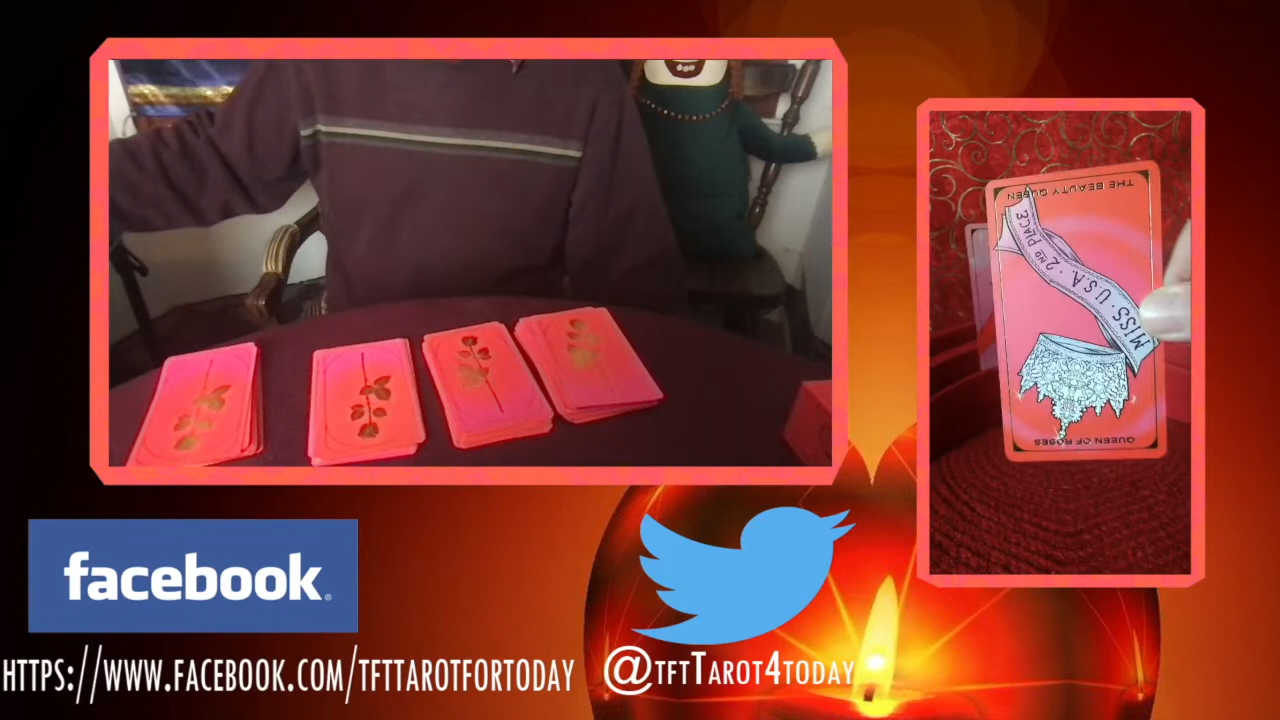 THE BEAUTY QUEEN
MISS · U.S.A. · 2ND PLACE
QUEEN OF ROSES
facebook®
HTTPS://WWW.FACEBOOK.COM/TFTTAROTFORTODAY
@TFTTAROT4TODAY